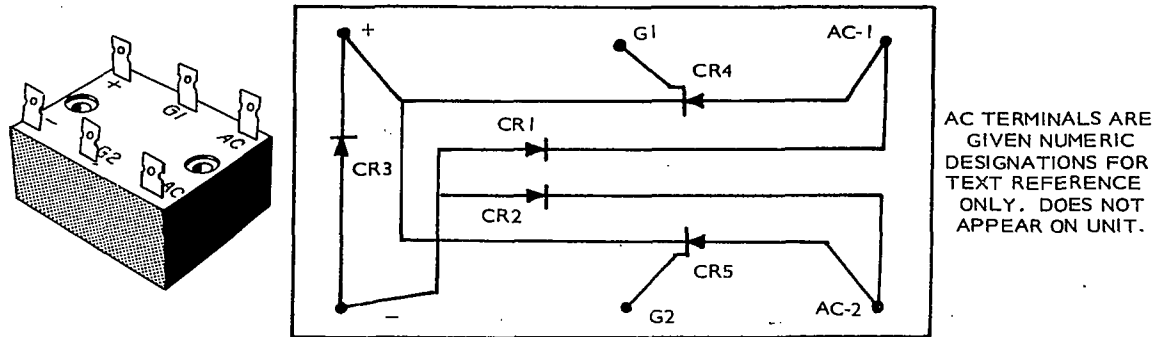 +
G1
AC
-
G2
AC
+
G1
AC-1
CR4
CR1
CR3
CR2
CR5
-
G2
AC-2
AC TERMINALS ARE
GIVEN NUMERIC
DESIGNATIONS FOR
TEXT REFERENCE
ONLY. DOES NOT
APPEAR ON UNIT.